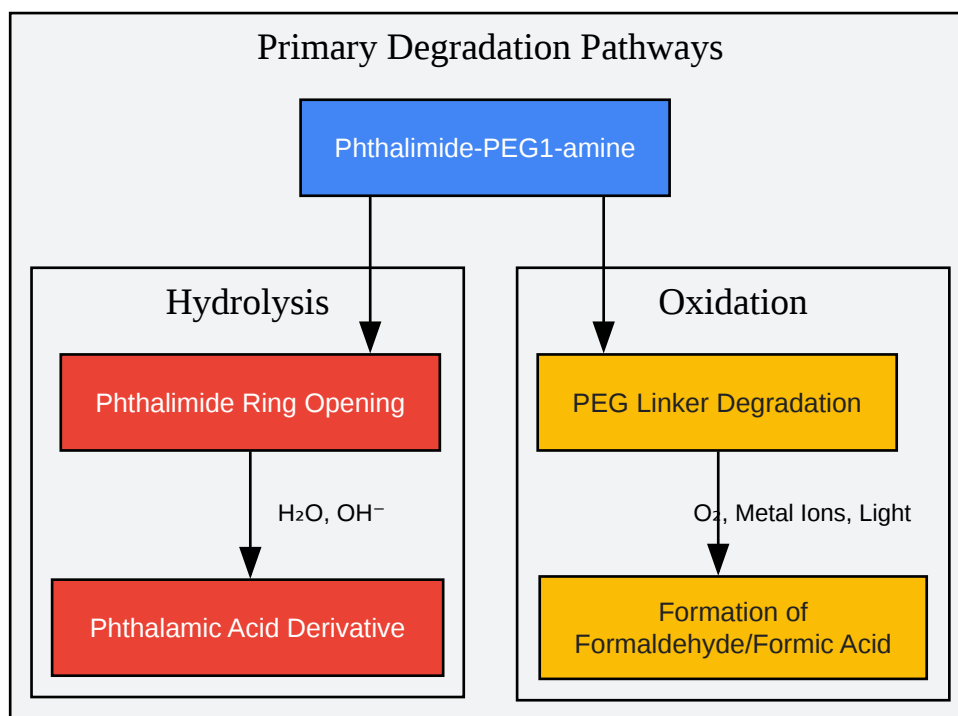 Primary Degradation Pathways
Phthalimide-PEG1-amine
Hydrolysis
Phthalimide Ring Opening
H₂O, OH⁻
Phthalamic Acid Derivative
Oxidation
PEG Linker Degradation
O₂, Metal Ions, Light
Formation of
Formaldehyde/Formic Acid